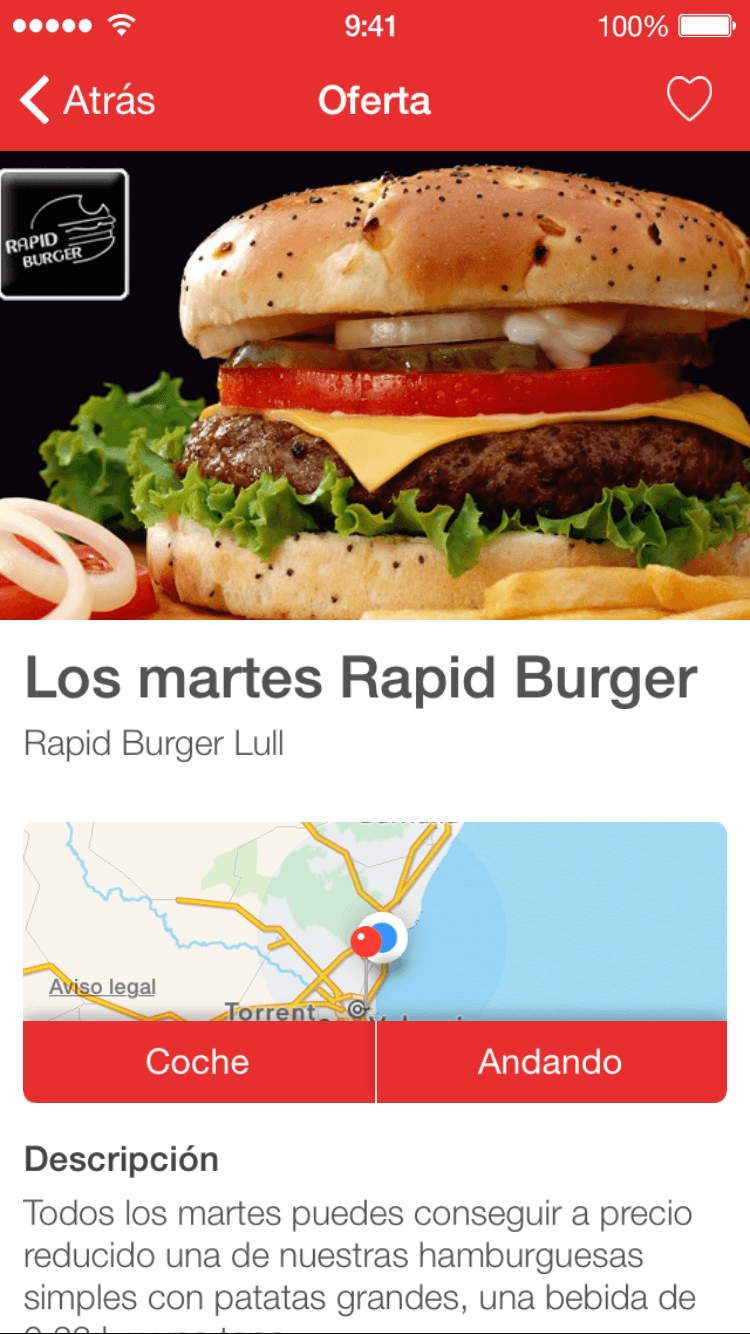 9:41
100%
Atrás
Oferta
RAPID
BURGER
Los martes Rapid Burger
Rapid Burger Lull
Aviso legal
Torrent
Coche
Andando
Descripción
Todos los martes puedes conseguir a precio
reducido una de nuestras hamburguesas
simples con patatas grandes, una bebida de